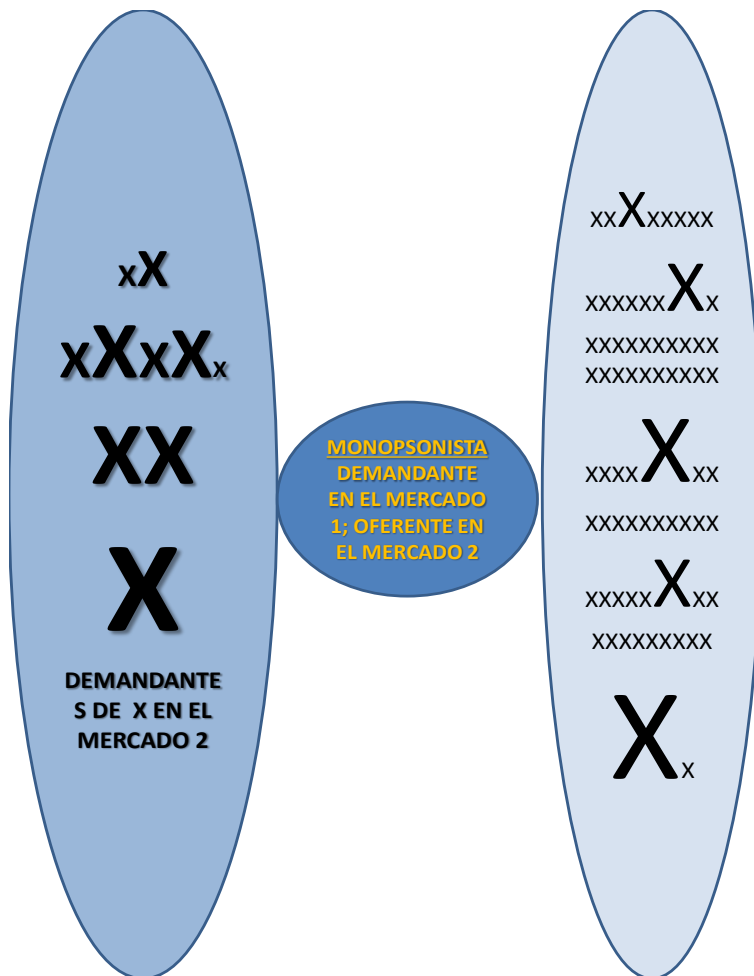 xX
XXXXx
XX
X
DEMANDANTE
S DE X EN EL
MERCADO 2
MONOPSONISTA
DEMANDANTE
EN EL MERCADO
1; OFERENTE EN
EL MERCADO 2
xxXxxxxx
xxxxxxXx
xxxxxxxxxx
xxxxxxxxxx
xxxxXxx
xxxxxxxxxx
xxxxxXxx
xxxxxxxxx
Xx